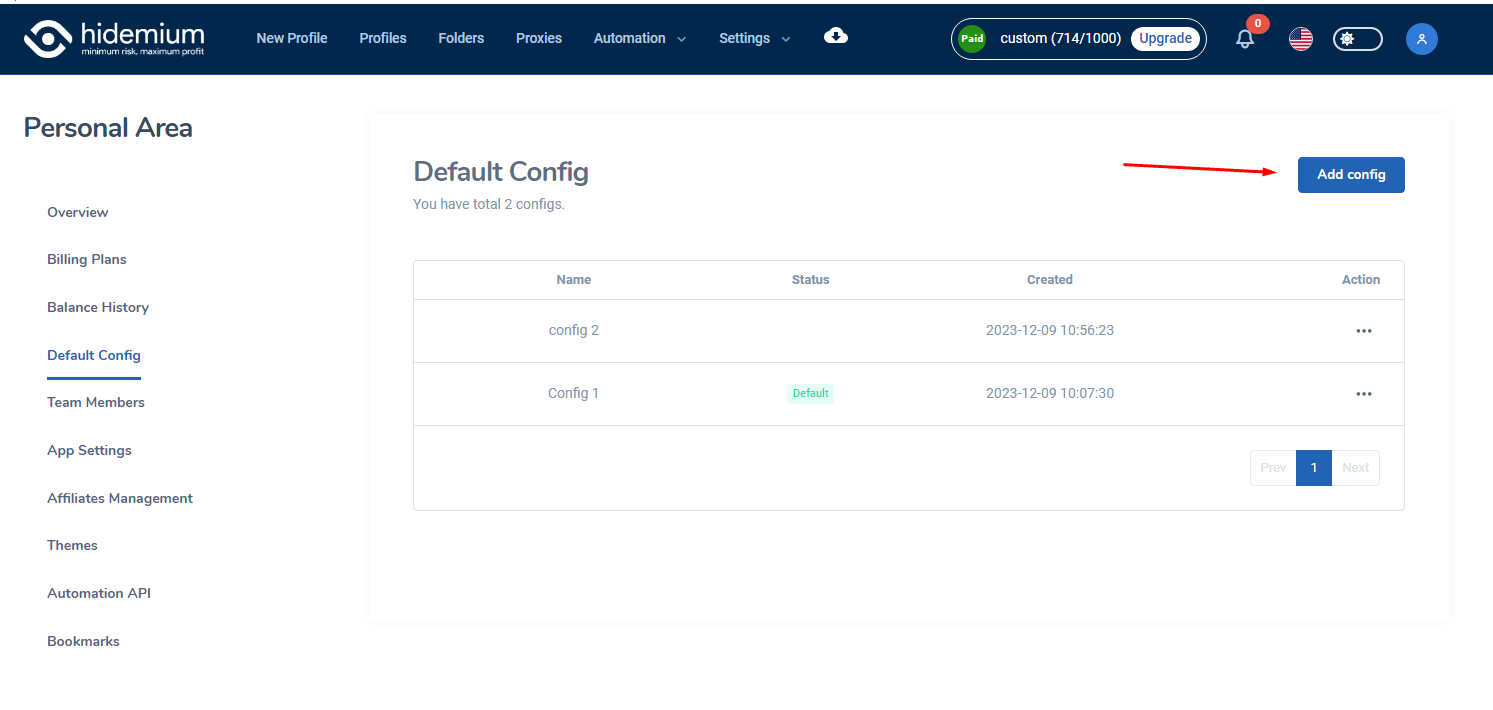 hidemium
minimum risk, maximum profit
New Profile Profiles Folders Proxies Automation Settings
Paid custom (714/1000) Upgrade
0
Personal Area
Overview
Billing Plans
Balance History
Default Config
Team Members
App Settings
Affiliates Management
Themes
Automation API
Bookmarks
Default Config
You have total 2 configs.
Add config
Name Status Created Action
config 2 2023-12-09 10:56:23
Config 1 Default 2023-12-09 10:07:30
Prev 1 Next